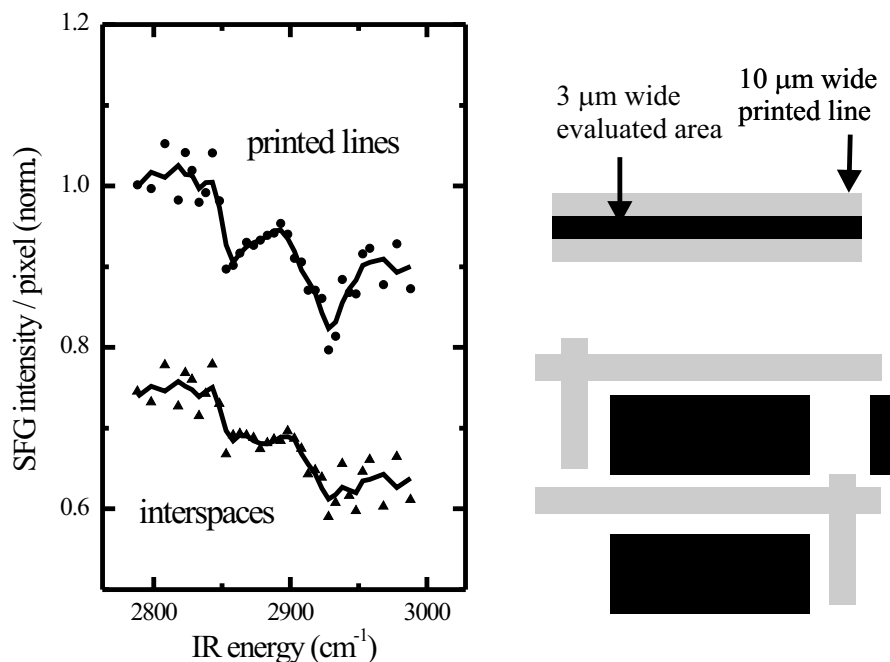 SFG intensity / pixel (norm.)
1.2
1.0
0.8
0.6
printed lines
interspaces
2800
2900
3000
IR energy (cm⁻¹)
3 μm wide
evaluated area
10 μm wide
printed line